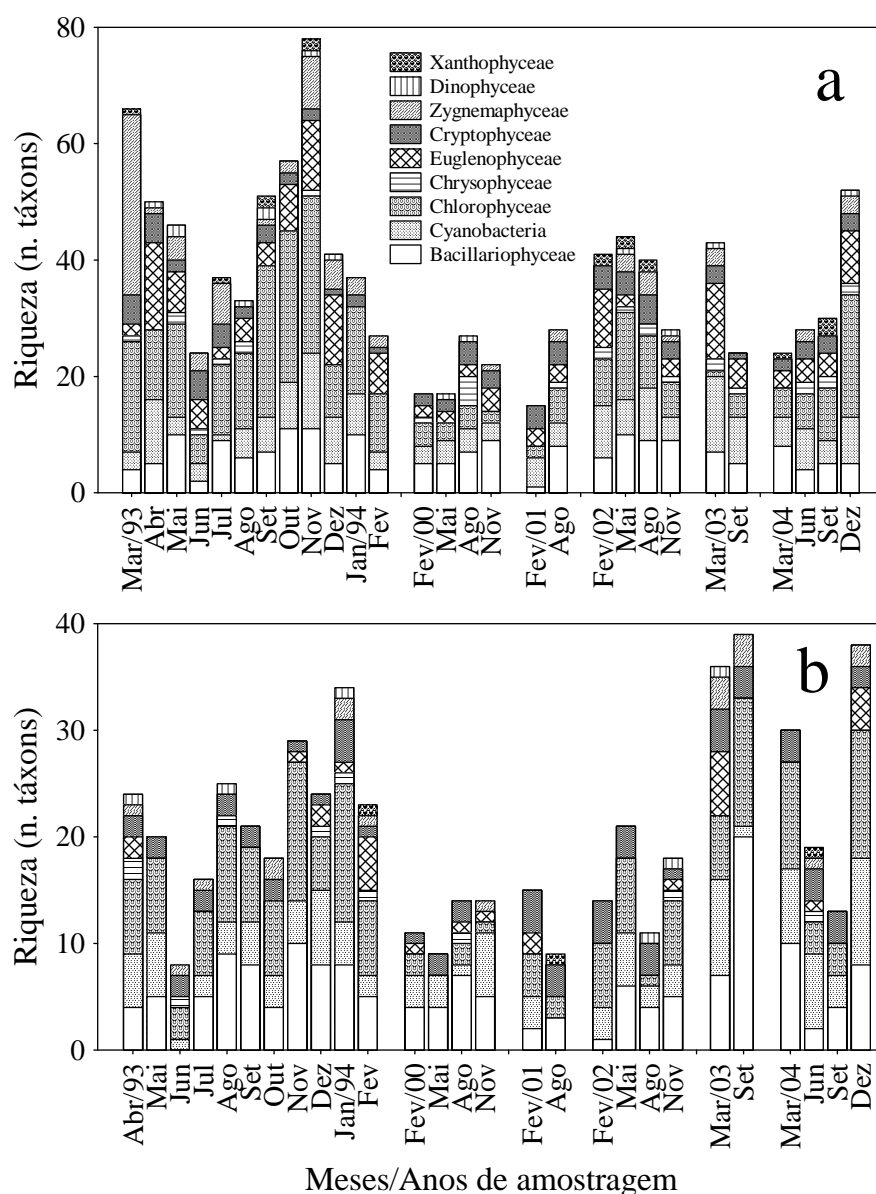 80
60
40
20
0
Riqueza (n. táxons)
a
Xanthophyceae
Dinophyceae
Zygnemaphyceae
Cryptophyceae
Euglenophyceae
Chrysophyceae
Chlorophyceae
Cyanobacteria
Bacillariophyceae
Mar/93
Abr
Mai
Jun
Jul
Ago
Set
Out
Nov
Dez
Jan/94
Fev
Fev/00
Mai
Ago
Nov
Fev/01
Ago
Fev/02
Mai
Ago
Nov
Mar/03
Set
Mar/04
Jun
Set
Dez
40
30
20
10
0
Riqueza (n. táxons)
b
Abr/93
Mai
Jun
Jul
Ago
Set
Out
Nov
Dez
Jan/94
Fev
Fev/00
Mai
Ago
Nov
Fev/01
Ago
Fev/02
Mai
Ago
Nov
Mar/03
Set
Mar/04
Jun
Set
Dez
Meses/Anos de amostragem